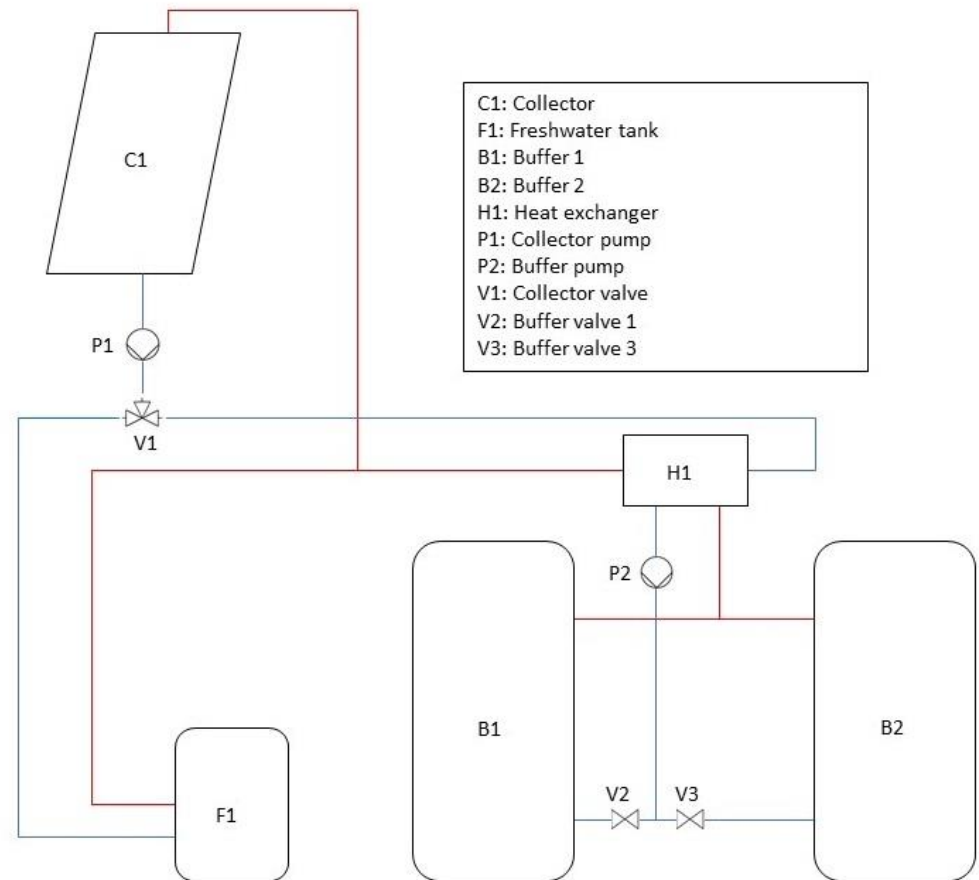 C1
C1: Collector
F1: Freshwater tank
B1: Buffer 1
B2: Buffer 2
H1: Heat exchanger
P1: Collector pump
P2: Buffer pump
V1: Collector valve
V2: Buffer valve 1
V3: Buffer valve 3
P1
V1
H1
P2
B1
B2
V2
V3
F1